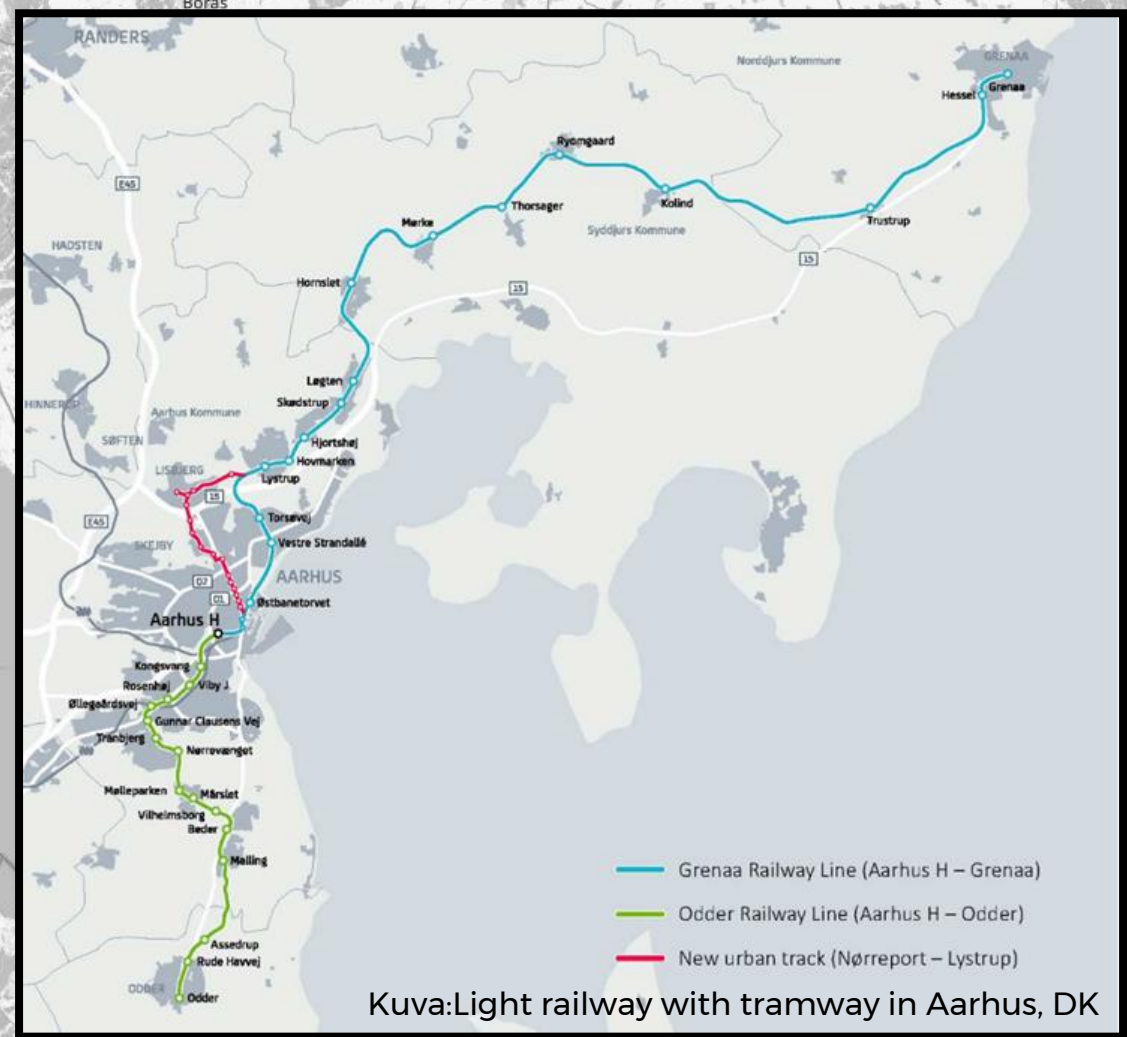 Borås
RANDERS
Norddjurs Kommune
GRENAA
Grenaa
Hessel
Ryomgaard
E45
Thorsager
Kolind
Trustrup
Mørke
Syddjurs Kommune
HADSTEN
15
Hornslet
15
Løgten
Skødstrup
HINNERUP
Aarhus Kommune
Hjortshøj
SØFTEN
Hovmarken
LISBJERG
Lystrup
15
Torsøvej
E45
Vestre Strandallé
SKEJBY
AARHUS
O2
O1
Østbanetorvet
Aarhus H
Kongsvang
Rosenhøj
Viby J
Øllegaardsvej
Gunnar Clausens Vej
Tranbjerg
Nørrevænget
Mølleparken
Mårslet
Vilhelmsborg
Beder
Malling
Grenaa Railway Line (Aarhus H – Grenaa)
Odder Railway Line (Aarhus H – Odder)
Assedrup
New urban track (Nørreport – Lystrup)
Rude Havvej
ODDER
Odder
Kuva:Light railway with tramway in Aarhus, DK